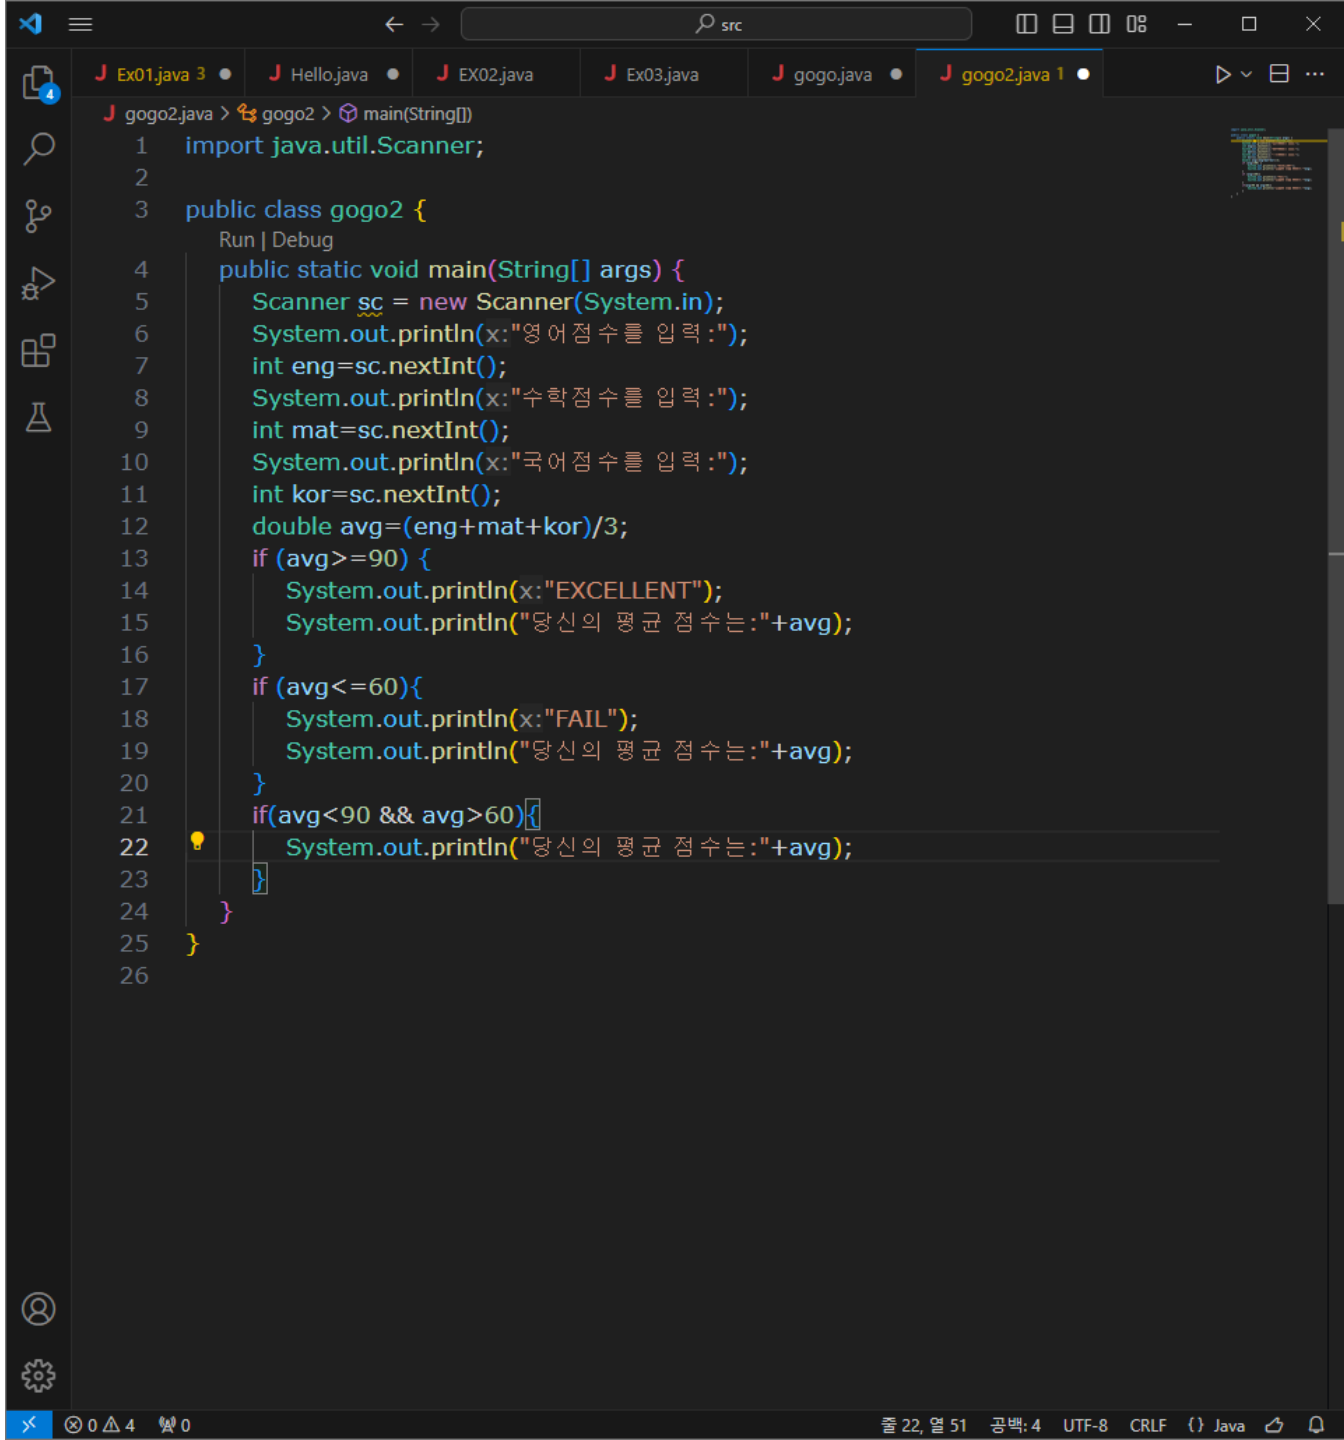 src
Ex01.java 3 Hello.java EX02.java Ex03.java gogo.java gogo2.java 1
gogo2.java > gogo2 > main(String[])
1 import java.util.Scanner;
2
3 public class gogo2 {
Run | Debug
4 public static void main(String[] args) {
5 Scanner sc = new Scanner(System.in);
6 System.out.println(x:"영어점수를 입력:");
7 int eng=sc.nextInt();
8 System.out.println(x:"수학점수를 입력:");
9 int mat=sc.nextInt();
10 System.out.println(x:"국어점수를 입력:");
11 int kor=sc.nextInt();
12 double avg=(eng+mat+kor)/3;
13 if (avg>=90) {
14 System.out.println(x:"EXCELLENT");
15 System.out.println("당신의 평균 점수는:"+avg);
16 }
17 if (avg<=60){
18 System.out.println(x:"FAIL");
19 System.out.println("당신의 평균 점수는:"+avg);
20 }
21 if(avg<90 && avg>60){
22 System.out.println("당신의 평균 점수는:"+avg);
23 }
24 }
25 }
26
4
0 4 0 줄 22, 열 51 공백: 4 UTF-8 CRLF {} Java